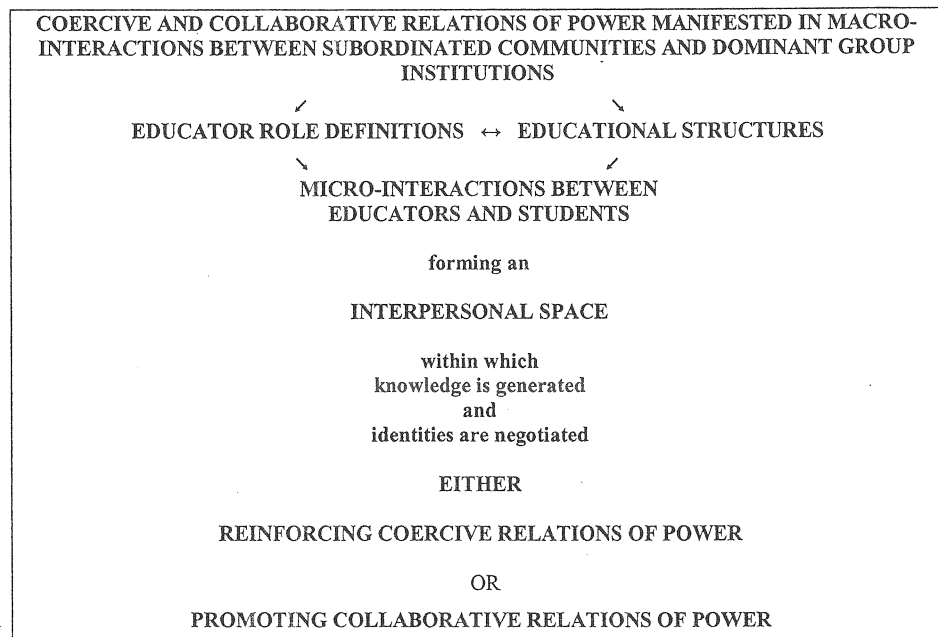 COERCIVE AND COLLABORATIVE RELATIONS OF POWER MANIFESTED IN MACRO-
INTERACTIONS BETWEEN SUBORDINATED COMMUNITIES AND DOMINANT GROUP
INSTITUTIONS
↙ ↘
EDUCATOR ROLE DEFINITIONS ↔ EDUCATIONAL STRUCTURES
↘ ↙
MICRO-INTERACTIONS BETWEEN
EDUCATORS AND STUDENTS
forming an
INTERPERSONAL SPACE
within which
knowledge is generated
and
identities are negotiated
EITHER
REINFORCING COERCIVE RELATIONS OF POWER
OR
PROMOTING COLLABORATIVE RELATIONS OF POWER